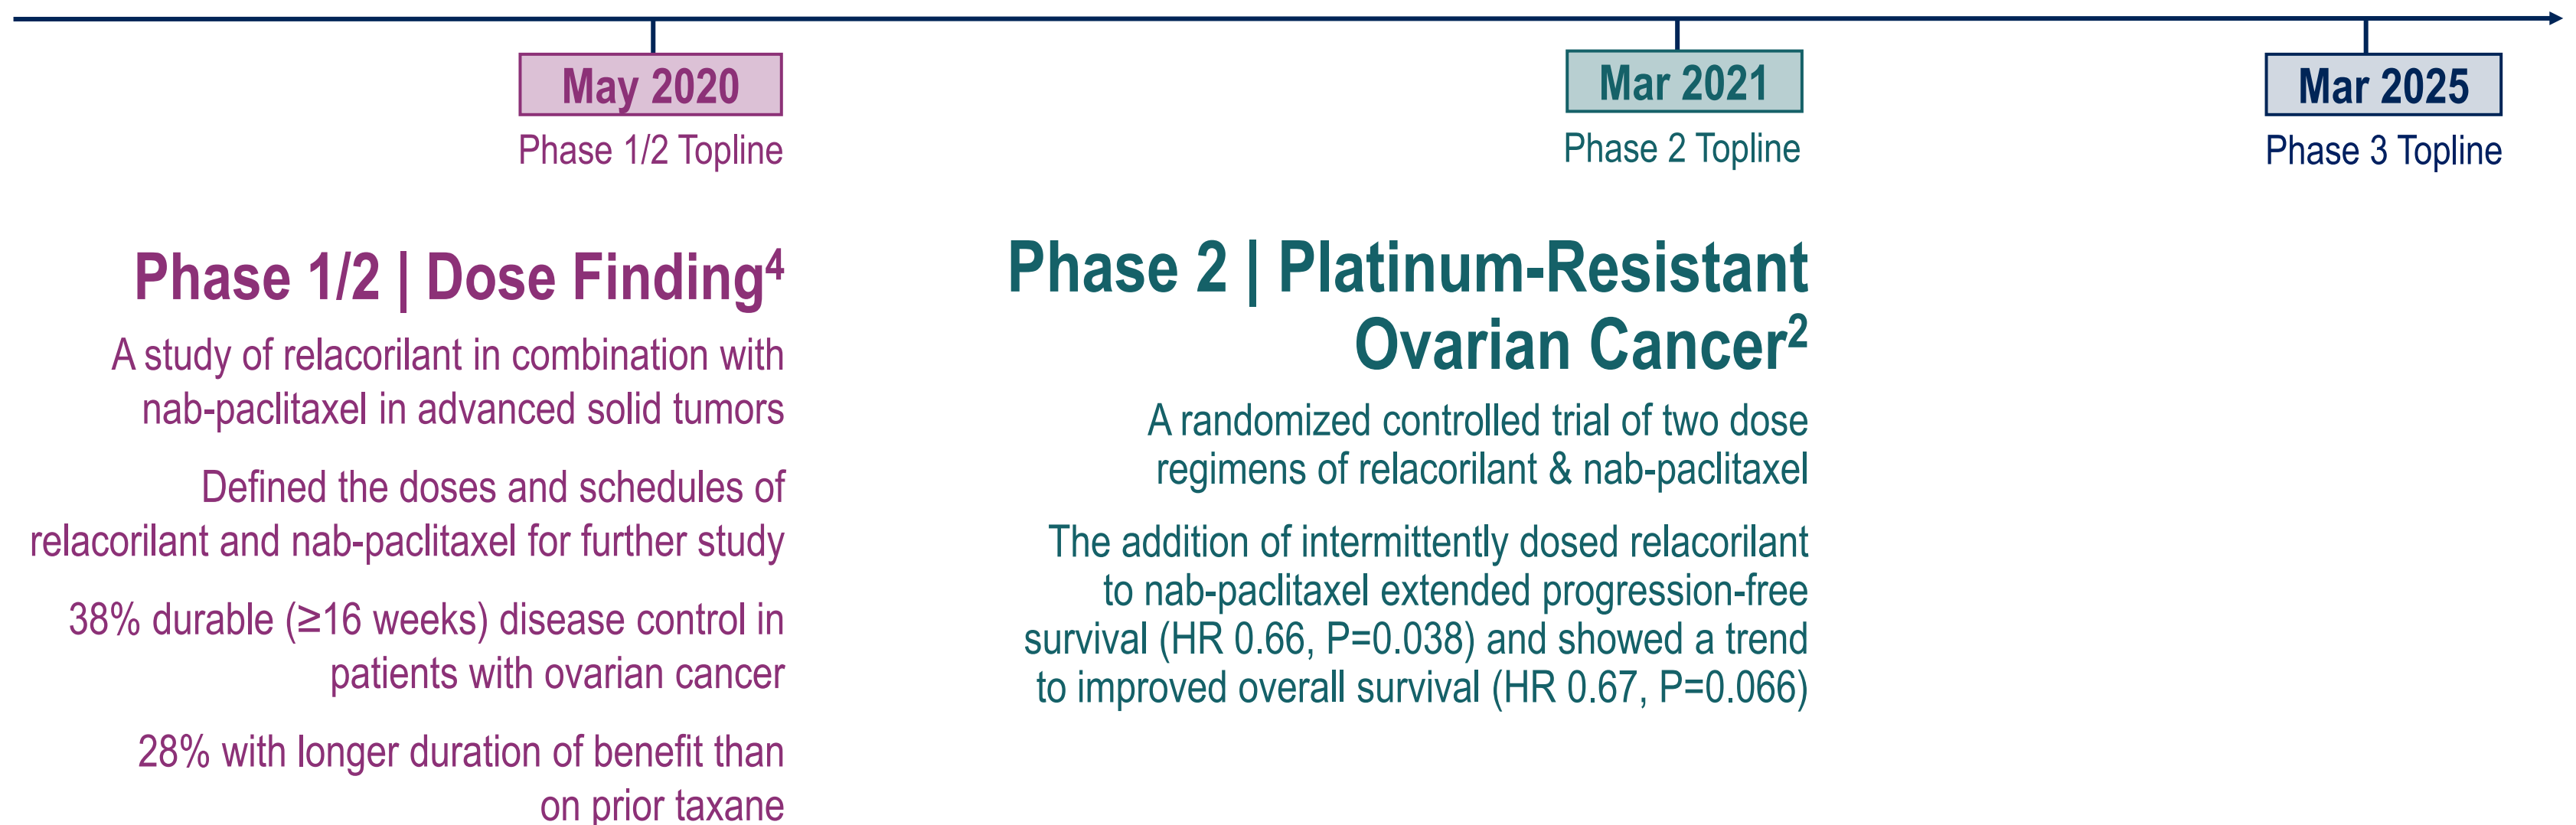 May 2020
Phase 1/2 Topline
Phase 1/2 | Dose Finding⁴
A study of relacorilant in combination with
nab-paclitaxel in advanced solid tumors
Defined the doses and schedules of
relacorilant and nab-paclitaxel for further study
38% durable (≥16 weeks) disease control in
patients with ovarian cancer
28% with longer duration of benefit than
on prior taxane
Mar 2021
Phase 2 Topline
Phase 2 | Platinum-Resistant
Ovarian Cancer²
A randomized controlled trial of two dose
regimens of relacorilant & nab-paclitaxel
The addition of intermittently dosed relacorilant
to nab-paclitaxel extended progression-free
survival (HR 0.66, P=0.038) and showed a trend
to improved overall survival (HR 0.67, P=0.066)
Mar 2025
Phase 3 Topline